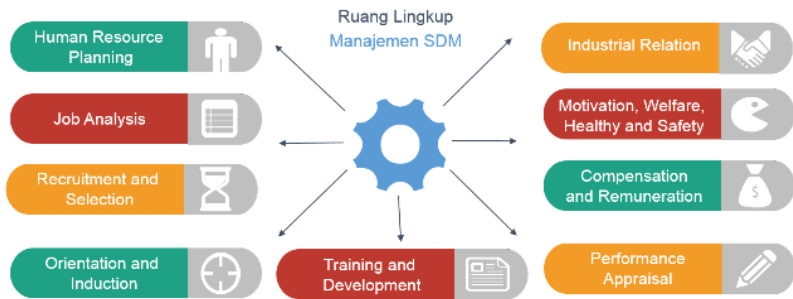 Ruang Lingkup
Manajemen SDM
Human Resource
Planning
Job Analysis
Recruitment and
Selection
Orientation and
Induction
Training and
Development
Industrial Relation
Motivation, Welfare,
Healthy and Safety
Compensation
and Remuneration
$
Performance
Appraisal